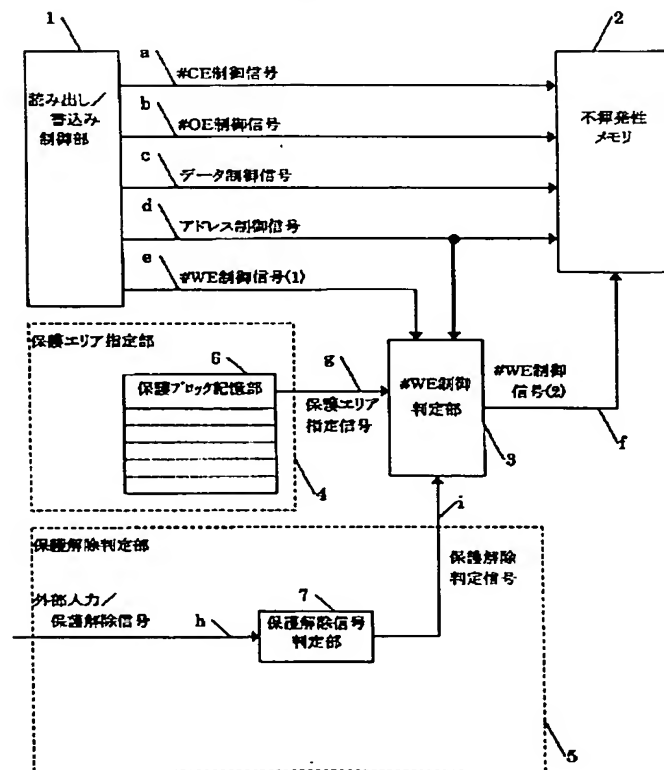 1
2
a
#CE制御信号
読み出し/
書込み
制御部
b
#OE制御信号
不揮発性
メモリ
c
データ制御信号
d
アドレス制御信号
e
#WE制御信号(1)
保護エリア指定部
6
保護ブロック記憶部
g
保護エリア
指定信号
#WE制御
判定部
3
#WE制御
信号(2)
f
4
i
保護解除判定部
保護解除
判定信号
外部入力/
保護解除信号
h
7
保護解除信号
判定部
5